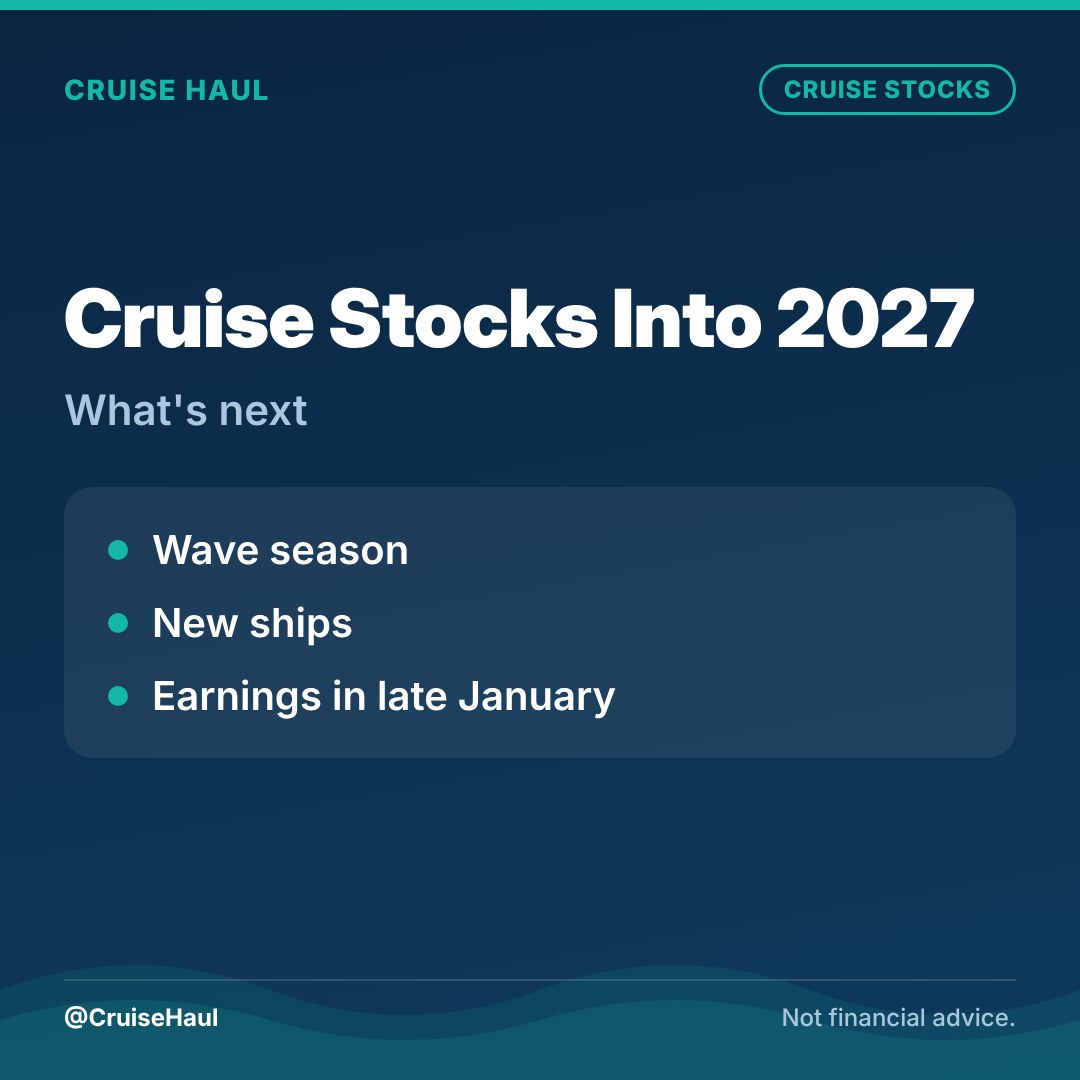 CRUISE HAUL
CRUISE STOCKS
Cruise Stocks Into 2027
What's next
Wave season
New ships
Earnings in late January
@CruiseHaul
Not financial advice.